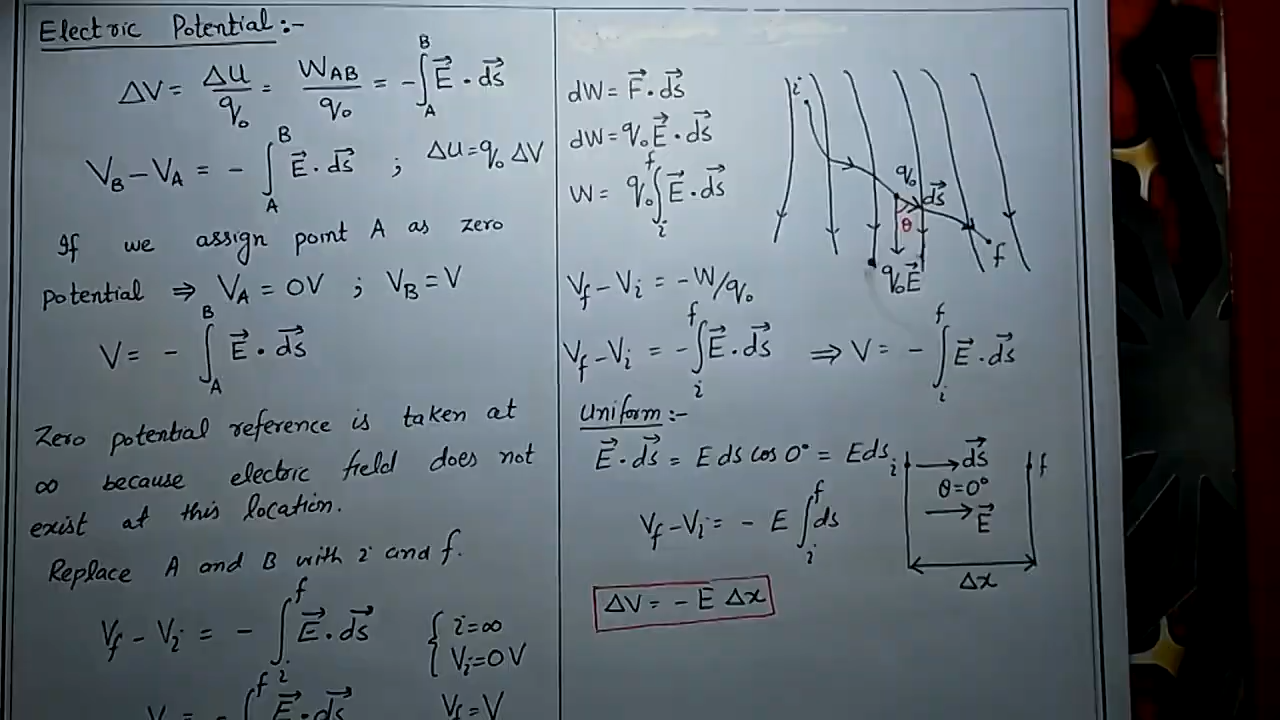 Electric Potential :-
ΔV = ΔU/q₀ = W_AB/q₀ = -∫_A^B E⃗ · ds⃗
V_B - V_A = - ∫_A^B E⃗ · ds⃗ ; ΔU = q₀ ΔV
If we assign point A as zero
potential ⇒ V_A = 0V ; V_B = V
V = - ∫_A^B E⃗ · ds⃗
Zero potential reference is taken at
∞ because electric field does not
exist at this location.
Replace A and B with i and f.
V_f - V_i = - ∫_i^f E⃗ · ds⃗ { i = ∞
{ V_i = 0V
V = - ∫^f E⃗ · ds⃗ V_f = V
dW = F⃗ · ds⃗
dW = q₀ E⃗ · ds⃗
W = q₀ ∫_i^f E⃗ · ds⃗
i
q₀
ds⃗
θ
f
q₀E⃗
V_f - V_i = -W/q₀
V_f - V_i = -∫_i^f E⃗ · ds⃗ ⇒ V = - ∫_i^f E⃗ · ds⃗
Uniform :-
E⃗ · ds⃗ = E ds cos 0° = E ds
i → ds⃗ f
θ = 0°
→ E⃗
Δx
V_f - V_i = - E ∫_i^f ds
ΔV = - E Δx